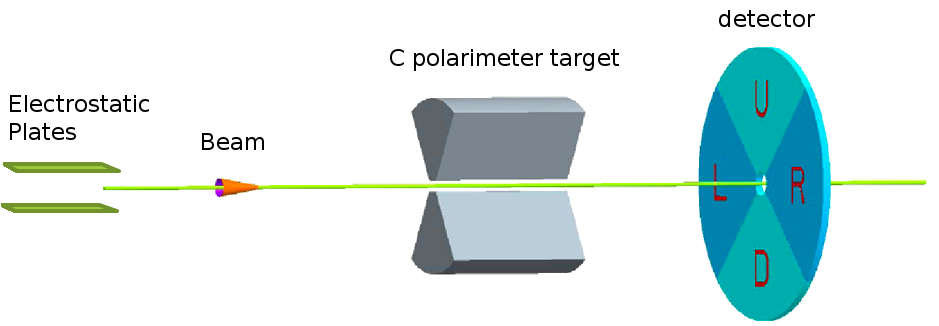 detector
C polarimeter target
Electrostatic
Plates
Beam
U
L
R
D